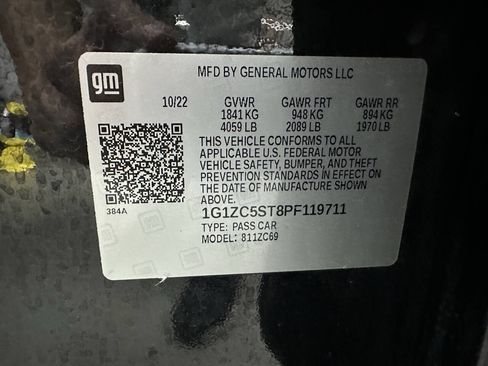 gm
MFD BY GENERAL MOTORS LLC
10/22 GVWR GAWR FRT GAWR RR
1841 KG 948 KG 894 KG
4059 LB 2089 LB 1970 LB
THIS VEHICLE CONFORMS TO ALL
APPLICABLE U.S. FEDERAL MOTOR
VEHICLE SAFETY, BUMPER, AND THEFT
PREVENTION STANDARDS IN EFFECT ON
THE DATE OF MANUFACTURE SHOWN
ABOVE.
384A
1G1ZC5ST8PF119711
TYPE: PASS CAR
MODEL: 811ZC69